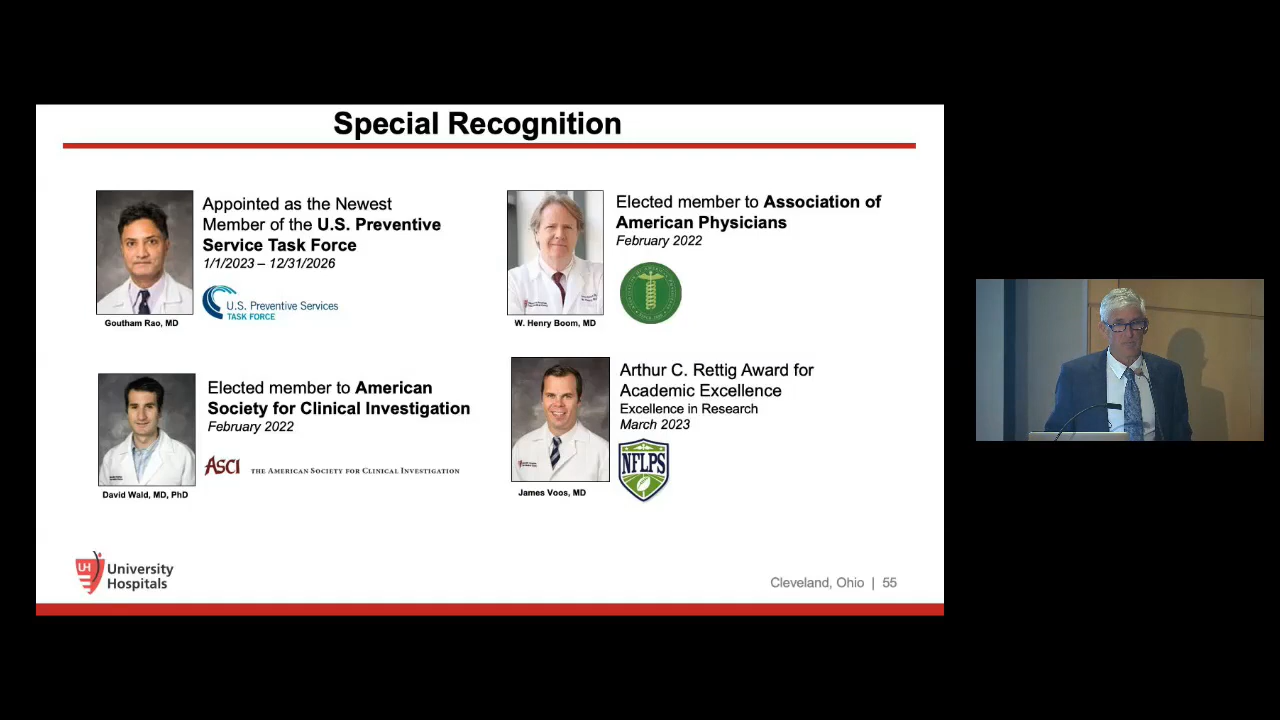 Special Recognition
Appointed as the Newest
Member of the U.S. Preventive
Service Task Force
1/1/2023 – 12/31/2026
U.S. Preventive Services
TASK FORCE
Goutham Rao, MD
Elected member to Association of
American Physicians
February 2022
W. Henry Boom, MD
Elected member to American
Society for Clinical Investigation
February 2022
ASCI THE AMERICAN SOCIETY FOR CLINICAL INVESTIGATION
David Wald, MD, PhD
Arthur C. Rettig Award for
Academic Excellence
Excellence in Research
March 2023
NFLPS
James Voos, MD
UH University
Hospitals
Cleveland, Ohio | 55